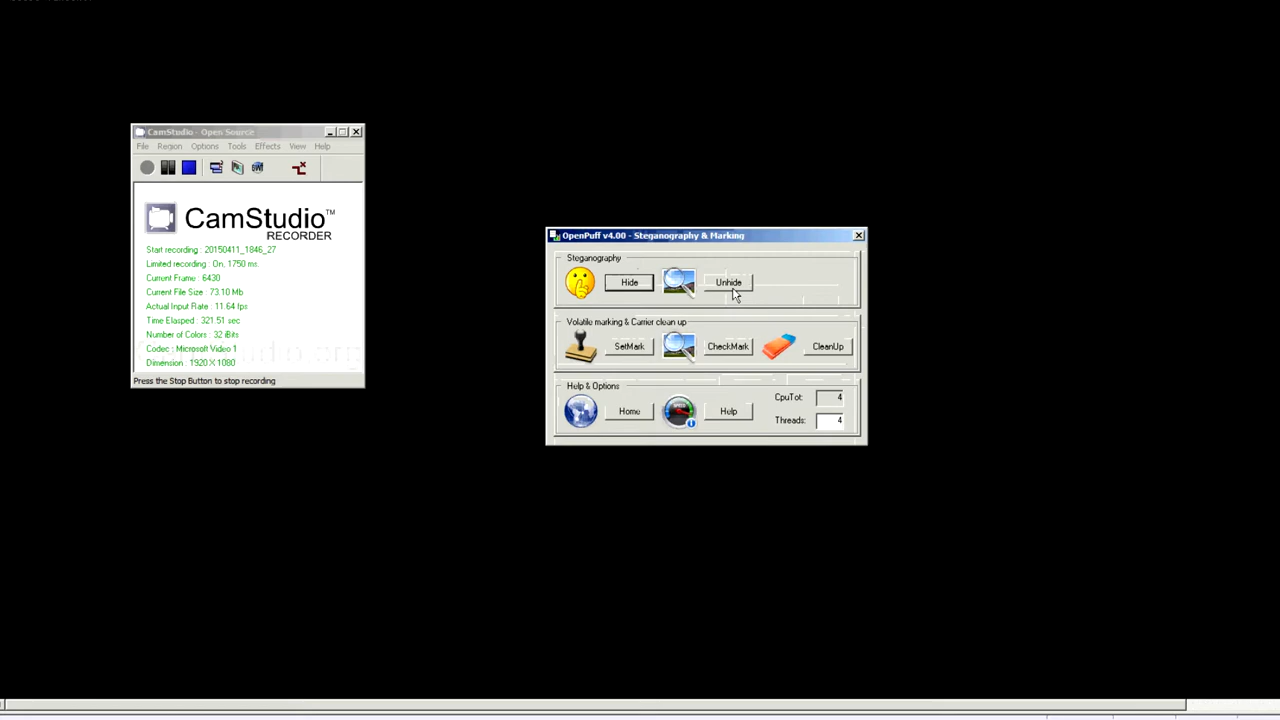 CamStudio - Open Source
File Region Options Tools Effects View Help
CamStudio™
RECORDER
Start recording : 20150411_1846_27
Limited recording : On, 1750 ms
Current Frame : 6430
Current File Size : 73.10 Mb
Actual Input Rate : 11.64 fps
Time Elasped : 321.51 sec
Number of Colors : 32 iBits
Codec : Microsoft Video 1
Dimension : 1920 X 1080
Press the Stop Button to stop recording
OpenPuff v4.00 - Steganography & Marking
Steganography
Hide Unhide
Volatile marking & Carrier clean up
SetMark CheckMark CleanUp
Help & Options
Home Help
CpuTot: 4
Threads: 4